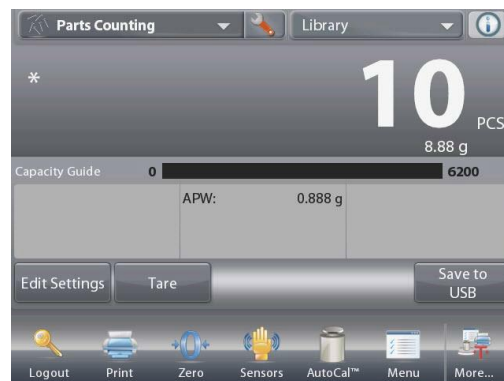 Parts Counting Library
*
10 PCS
8.88 g
Capacity Guide 0 6200
APW: 0.888 g
Edit Settings Tare Save to USB
0
Logout Print Zero Sensors AutoCal™ Menu More...